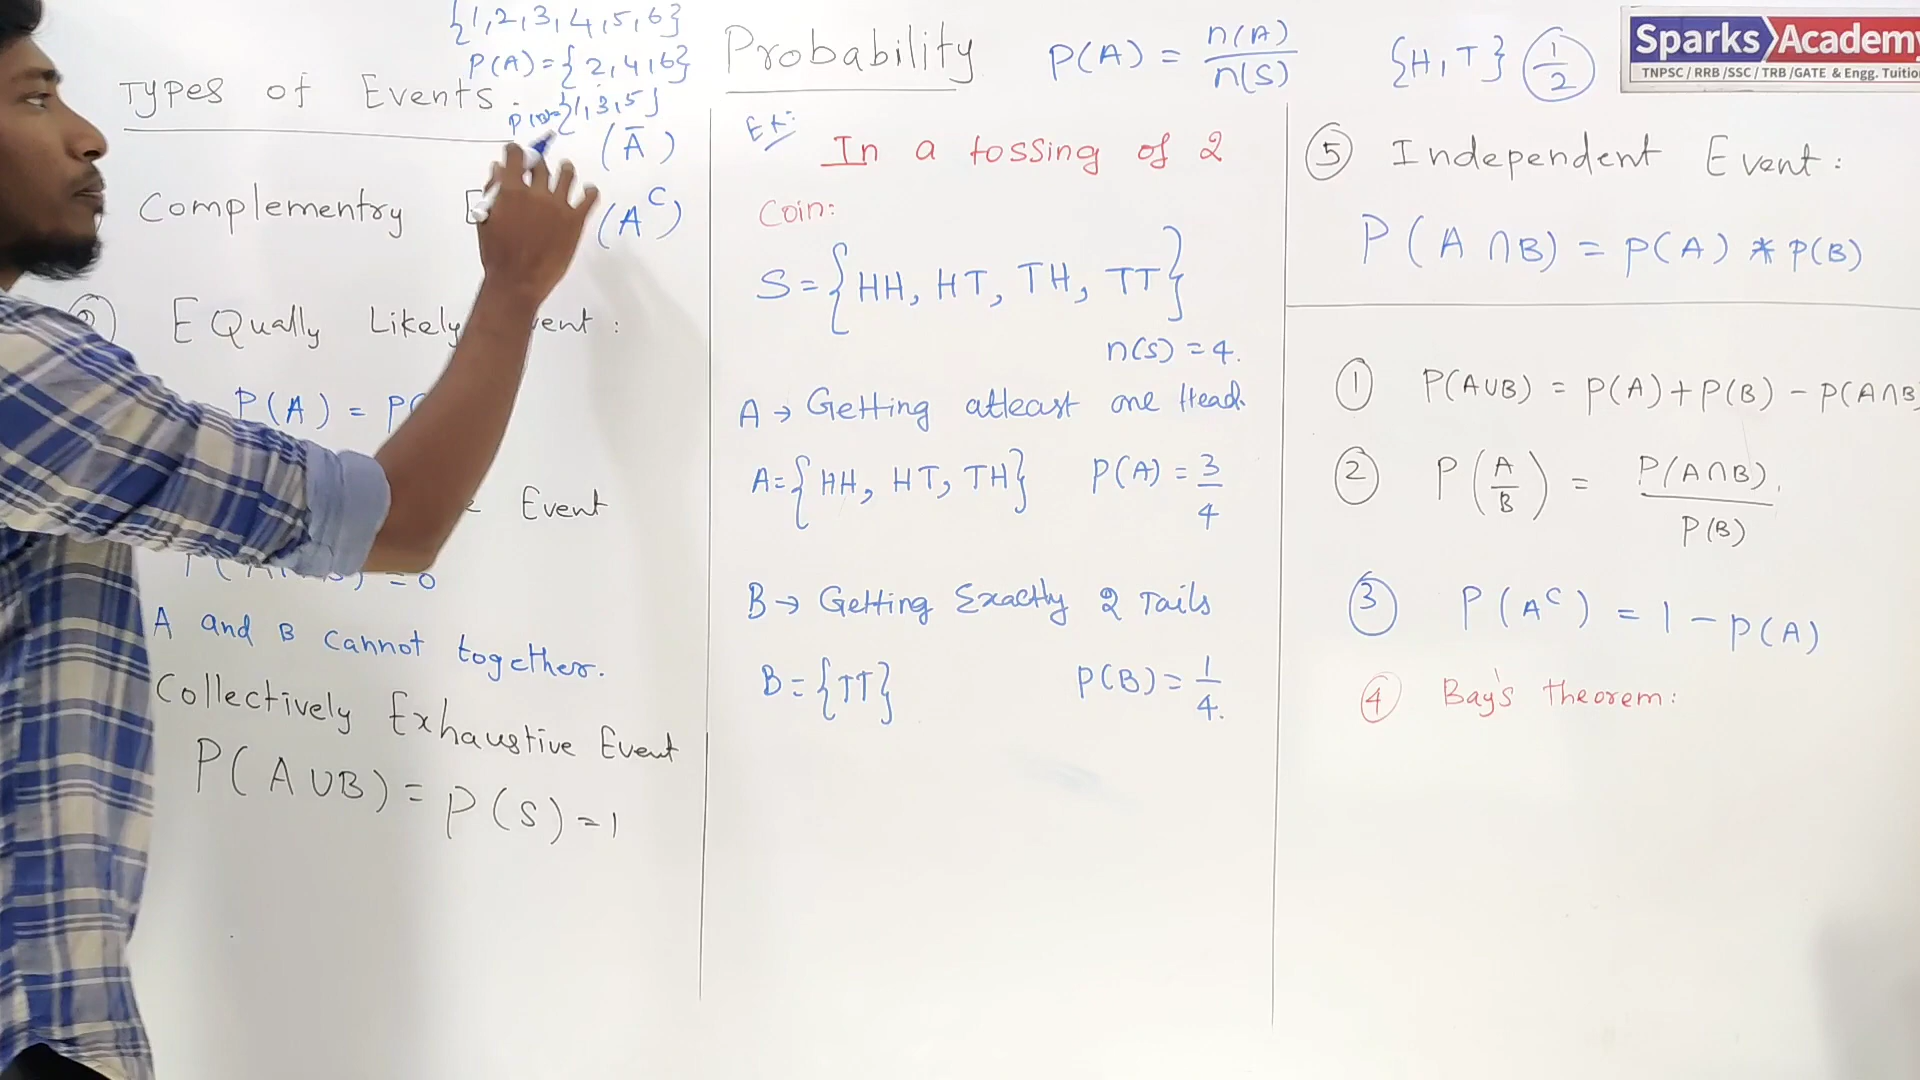 {1,2,3,4,5,6}
P(A)={2,4,6}
{1,3,5}
Types of Events
(Ā)
Complementry
(A^C)
EQually Likely Event :
P(A) = P(
Event
= 0
A and B cannot together.
Collectively Exhaustive Event
P(A∪B) = P(S)=1
Probability
P(A) = n(A)/n(S)
{H,T} 1/2
Sparks Academy
TNPSC / RRB / SSC / TRB / GATE & Engg. Tuition
Ex:
In a tossing of 2
Coin:
S={HH, HT, TH, TT}
n(s) = 4.
A → Getting atleast one Head.
A={HH, HT, TH} P(A) = 3/4
B → Getting Exactly 2 Tails
B={TT} P(B)= 1/4.
⑤ Independent Event :
P(A∩B) = P(A) * P(B)
① P(A∪B) = P(A)+P(B)-P(A∩B)
② P(A/B) = P(A∩B)/P(B)
③ P(A^C) = 1-P(A)
④ Bay's theorem: